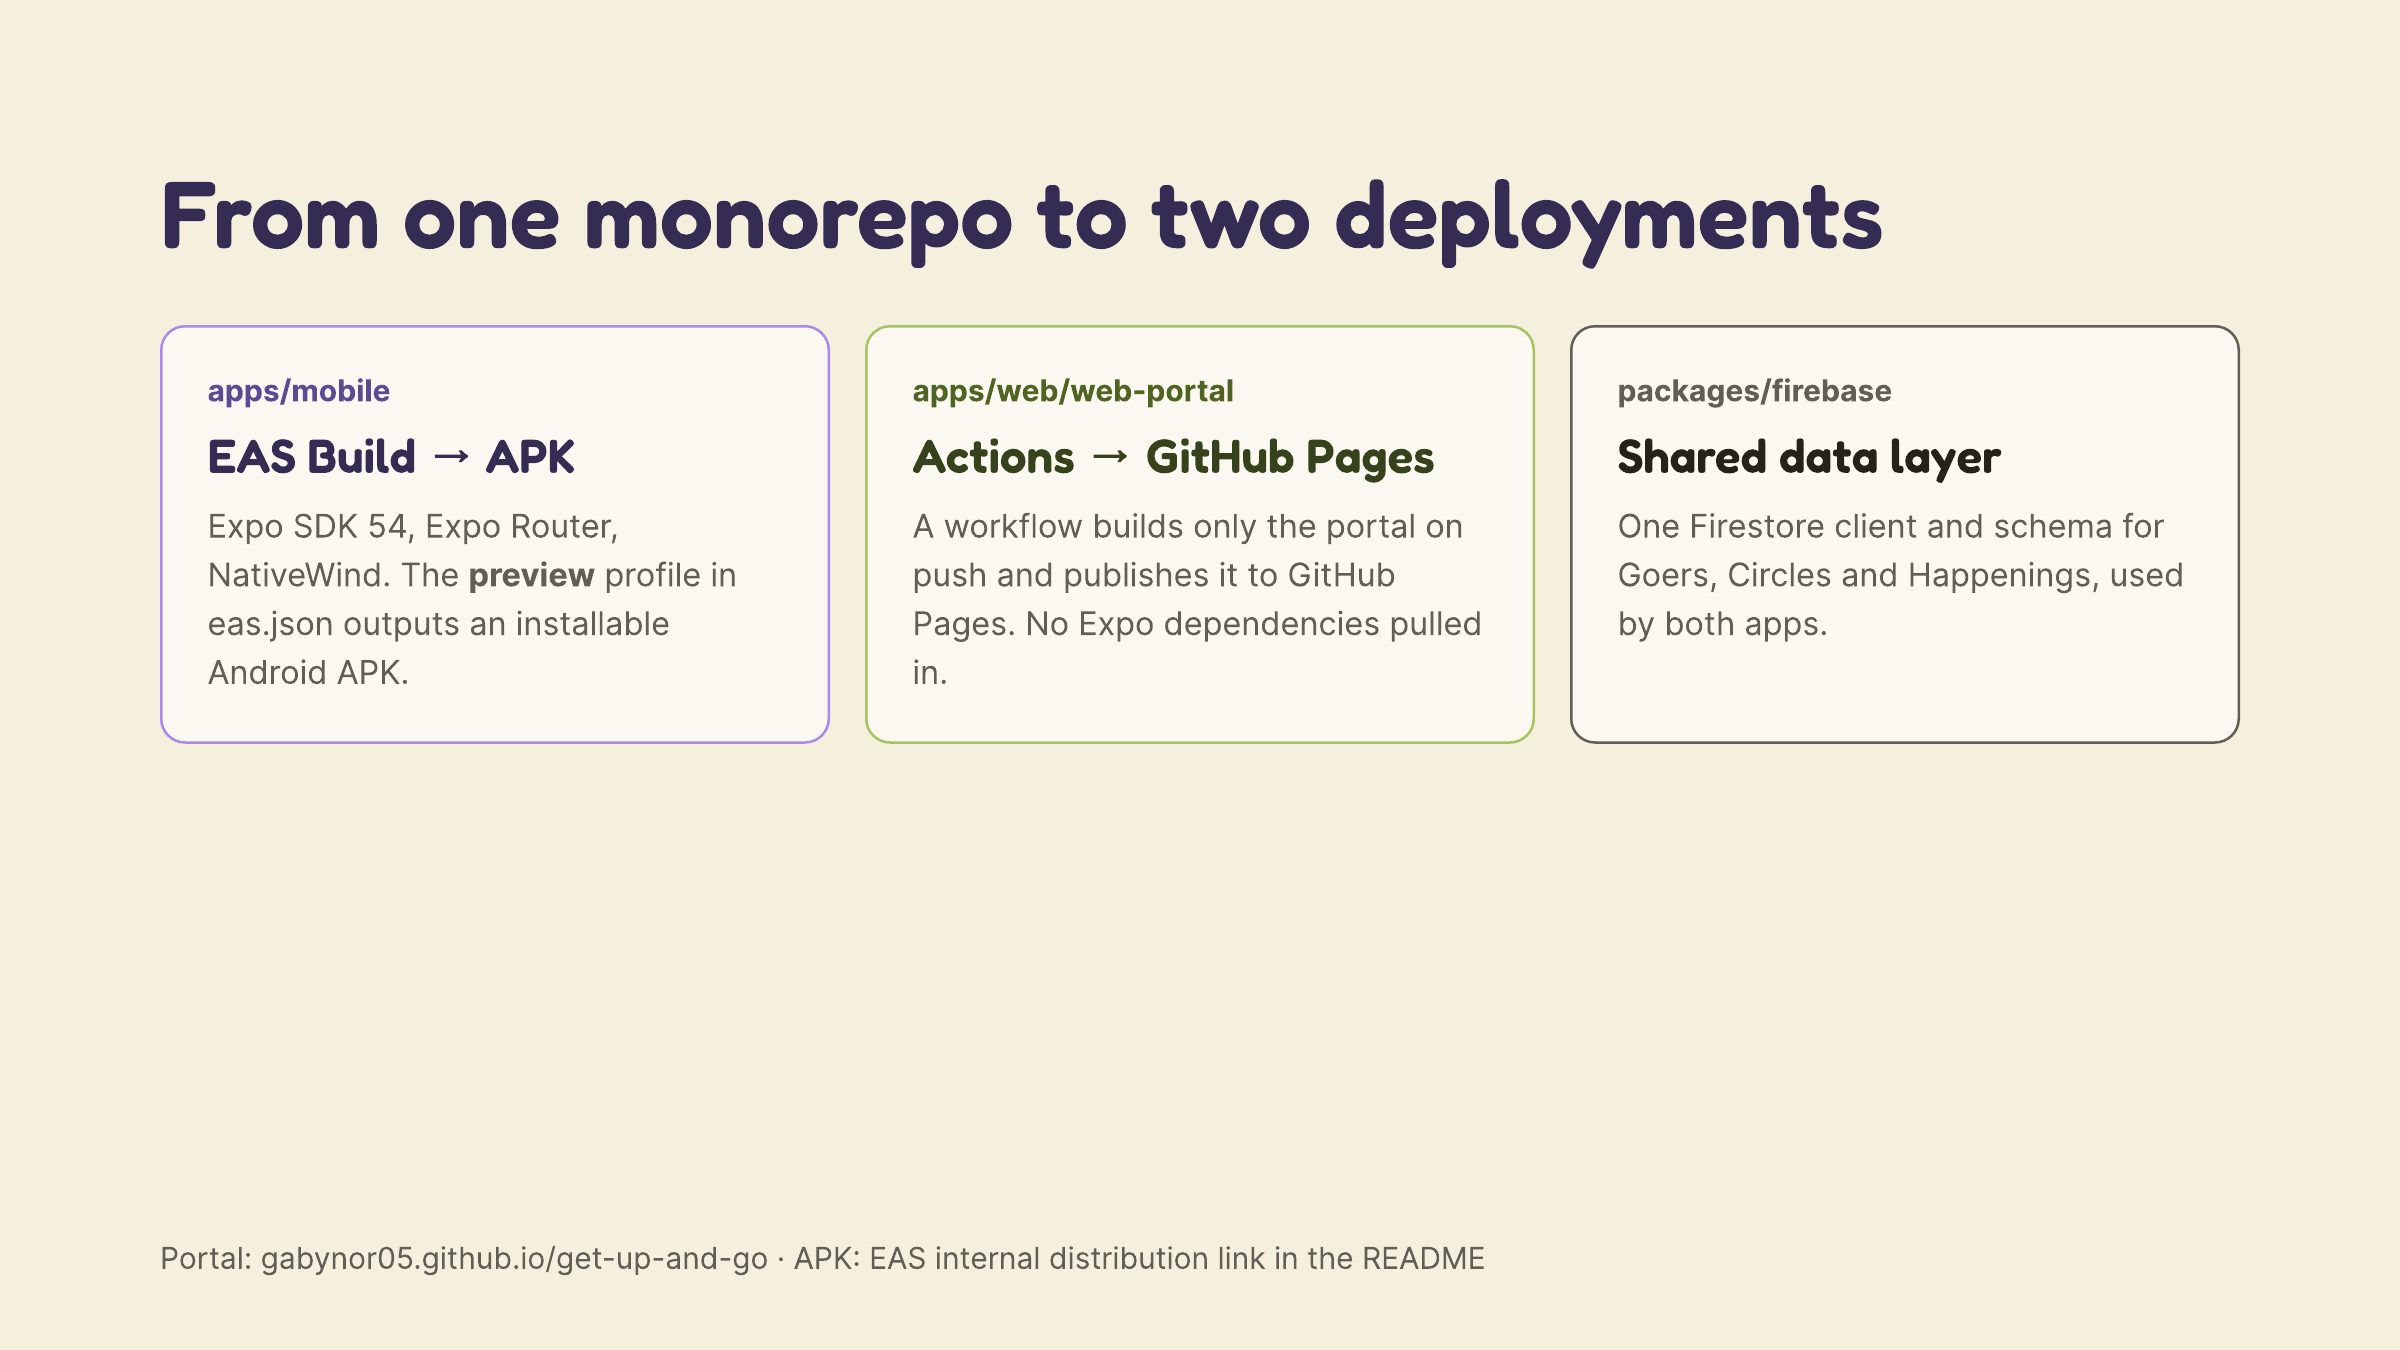 From one monorepo to two deployments
apps/mobile
EAS Build → APK
Expo SDK 54, Expo Router,
NativeWind. The preview profile in
eas.json outputs an installable
Android APK.
apps/web/web-portal
Actions → GitHub Pages
A workflow builds only the portal on
push and publishes it to GitHub
Pages. No Expo dependencies pulled
in.
packages/firebase
Shared data layer
One Firestore client and schema for
Goers, Circles and Happenings, used
by both apps.
Portal: gabynor05.github.io/get-up-and-go · APK: EAS internal distribution link in the README